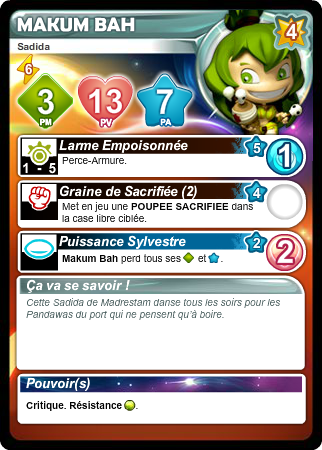 MAKUM BAH
4
Sadida
6
3
PM
13
PV
7
PA
Larme Empoisonnée
5
1
1 - 5
Perce-Armure.
Graine de Sacrifiée (2)
4
Met en jeu une POUPEE SACRIFIEE dans
la case libre ciblée.
Puissance Sylvestre
2
2
Makum Bah perd tous ses et .
Ça va se savoir !
Cette Sadida de Madrestam danse tous les soirs pour les
Pandawas du port qui ne pensent qu'à boire.
Pouvoir(s)
Critique. Résistance .